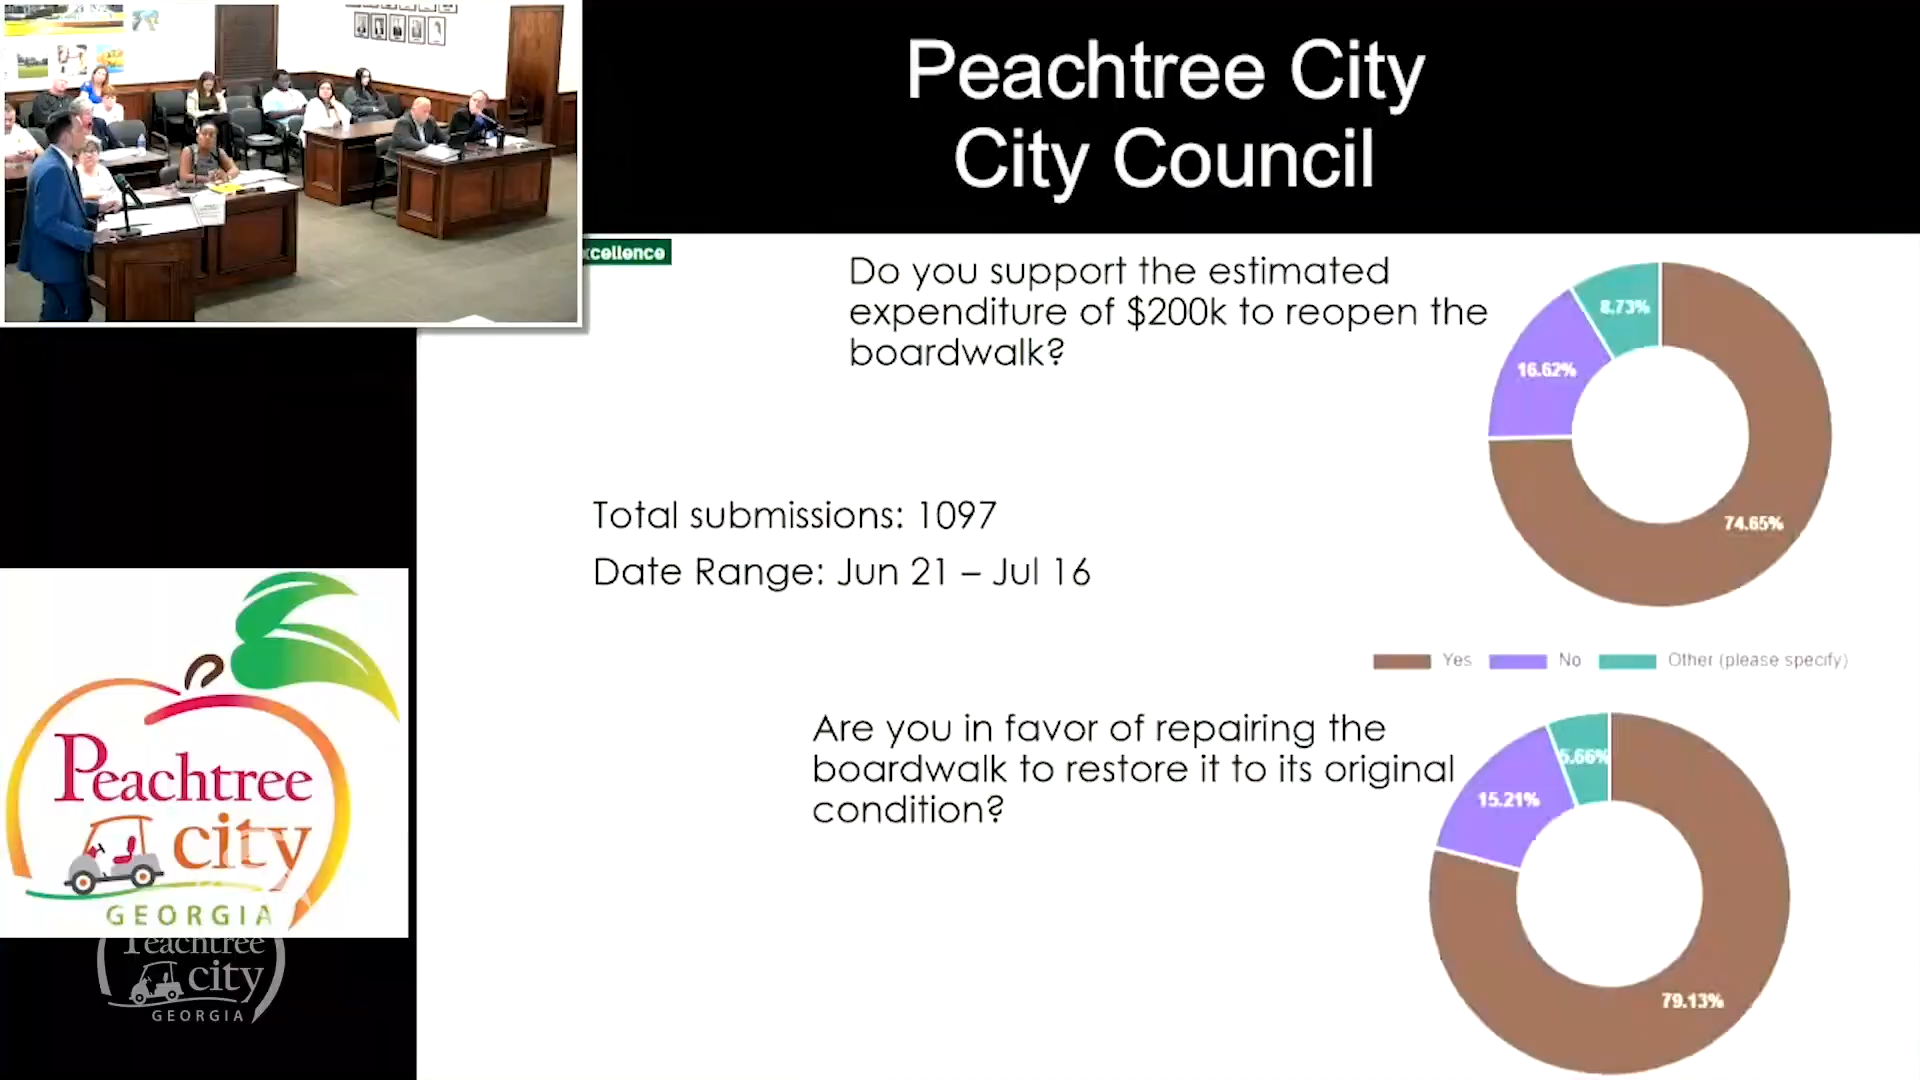 Peachtree City
City Council
xcellence
Do you support the estimated
expenditure of $200k to reopen the
boardwalk?
8.73%
16.62%
74.65%
Total submissions: 1097
Date Range: Jun 21 – Jul 16
Yes
No
Other (please specify)
Are you in favor of repairing the
boardwalk to restore it to its original
condition?
5.66%
15.21%
79.13%
Peachtree
city
GEORGIA
Peachtree
city
GEORGIA